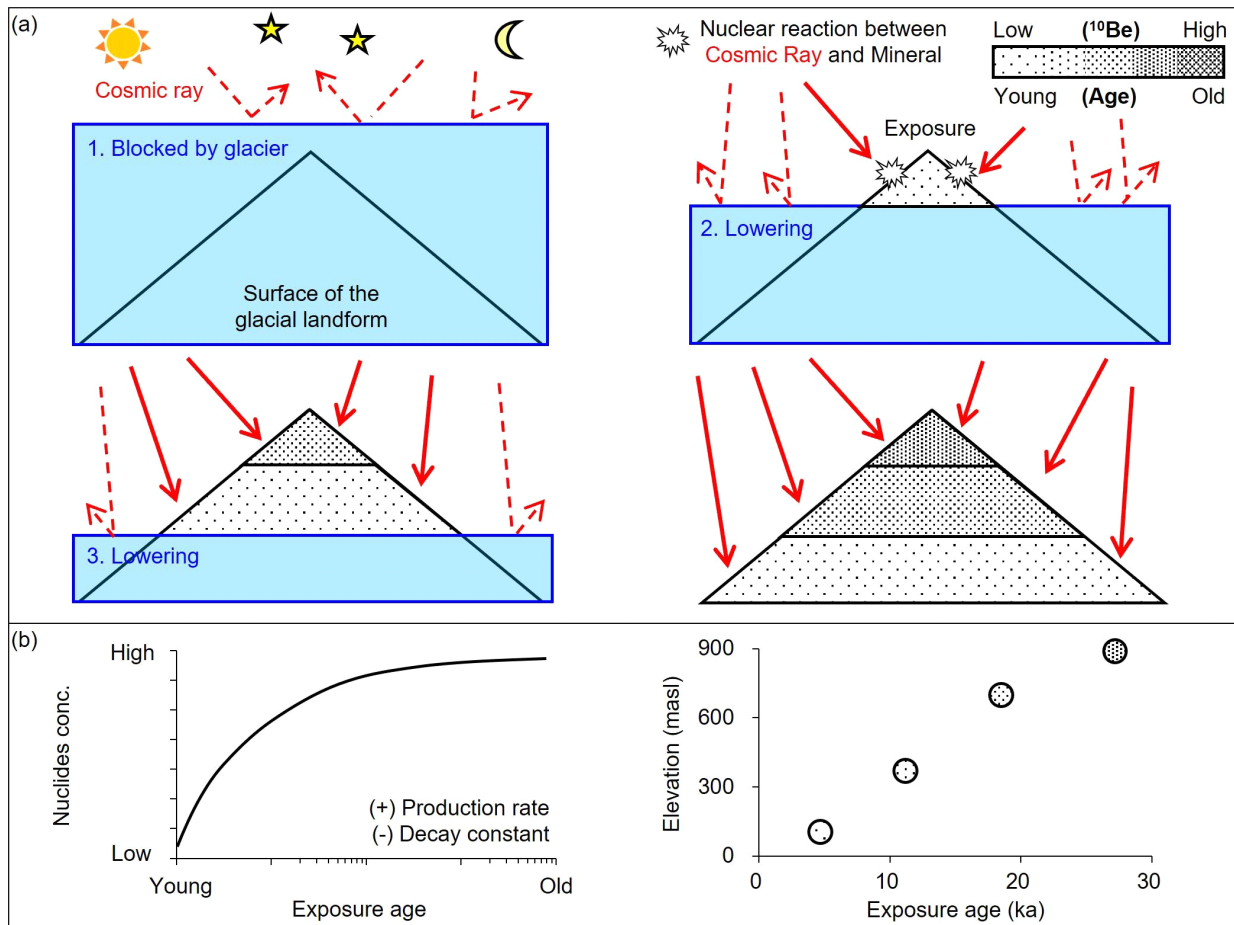 (a)
Cosmic ray
1. Blocked by glacier
Surface of the
glacial landform
Nuclear reaction between
Cosmic Ray and Mineral
Low (¹⁰Be) High
Young (Age) Old
Exposure
2. Lowering
3. Lowering
(b)
High
Nuclides conc.
Low
(+) Production rate
(-) Decay constant
Young
Old
Exposure age
900
600
300
0
Elevation (masl)
0 10 20 30
Exposure age (ka)